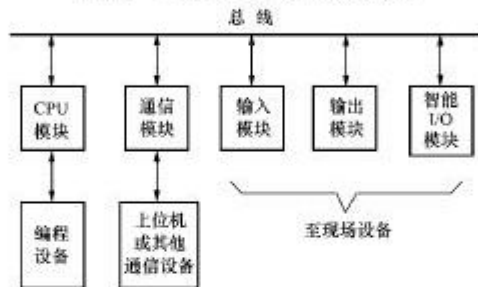 总线
CPU
模块
通信
模块
输入
模块
输出
模块
智能
I/O
模块
编程
设备
上位机
或其他
通信设备
至现场设备